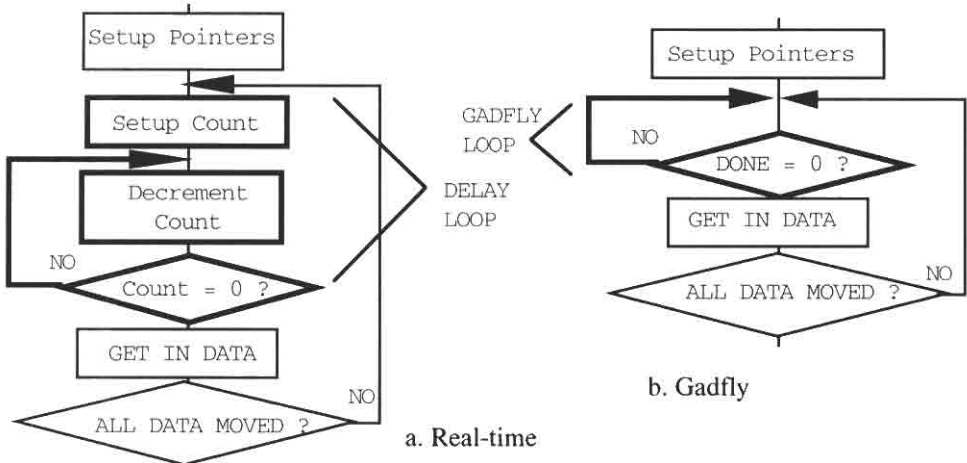 Setup Pointers
Setup Count
Decrement
Count
NO
Count = 0 ?
GET IN DATA
NO
ALL DATA MOVED ?
DELAY
LOOP
a. Real-time
Setup Pointers
GADFLY
LOOP
NO
DONE = 0 ?
GET IN DATA
NO
ALL DATA MOVED ?
b. Gadfly